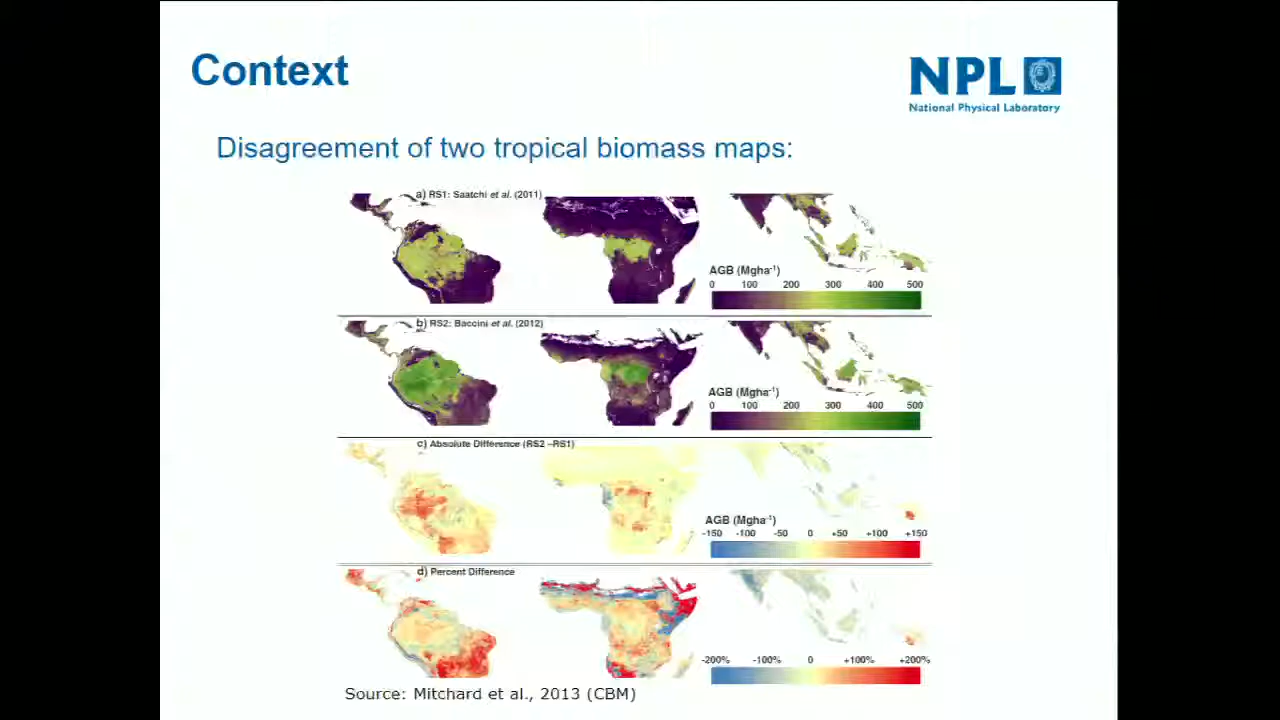 Context
NPL
National Physical Laboratory
Disagreement of two tropical biomass maps:
a) RS1: Saatchi et al. (2011)
AGB (Mgha-1)
0 100 200 300 400 500
b) RS2: Baccini et al. (2012)
AGB (Mgha-1)
0 100 200 300 400 500
c) Absolute Difference (RS2 –RS1)
AGB (Mgha-1)
-150 -100 -50 0 +50 +100 +150
d) Percent Difference
-200% -100% 0 +100% +200%
Source: Mitchard et al., 2013 (CBM)